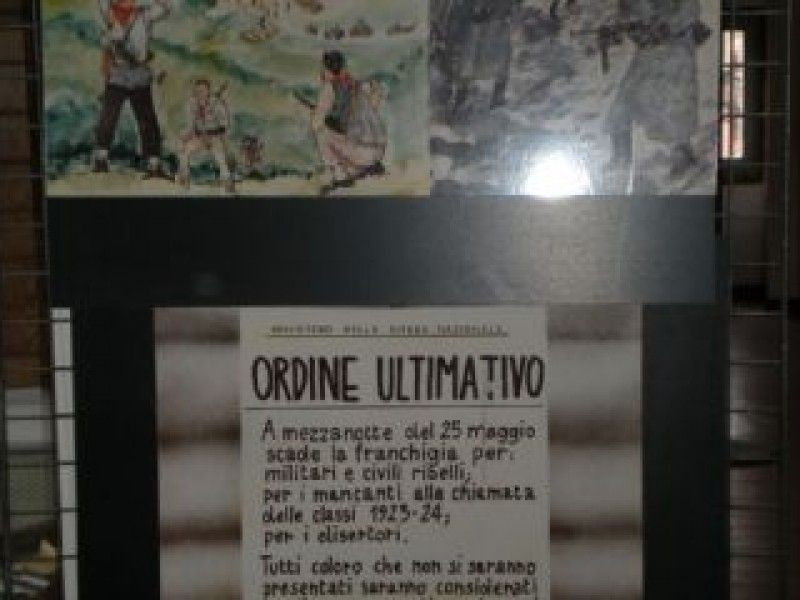 ORDINE ULTIMATIVO
A mezzanotte del 25 maggio
scade la franchigia per:
militari e civili ribelli;
per i mancanti alla chiamata
delle classi 1923-24;
per i disertori.
Tutti coloro che non si saranno
presentati saranno considerati